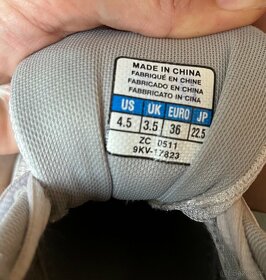 MADE IN CHINA
FABRIQUÉ EN CHINE
FABRICADO EN CHINA
FABBRICATO IN CINA
US UK EURO JP
4.5 3.5 36 22.5
ZC 0511
9KV-17823